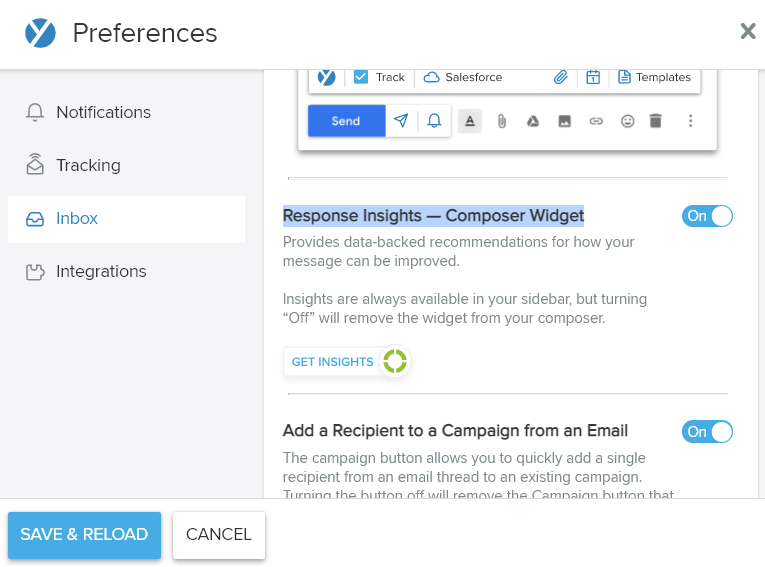 Preferences
Notifications
Tracking
Inbox
Integrations
Track Salesforce Templates
Send
Response Insights — Composer Widget On
Provides data-backed recommendations for how your
message can be improved.
Insights are always available in your sidebar, but turning
“Off” will remove the widget from your composer.
GET INSIGHTS
Add a Recipient to a Campaign from an Email On
The campaign button allows you to quickly add a single
recipient from an email thread to an existing campaign.
Turning the button off will remove the Campaign button that
SAVE & RELOAD CANCEL